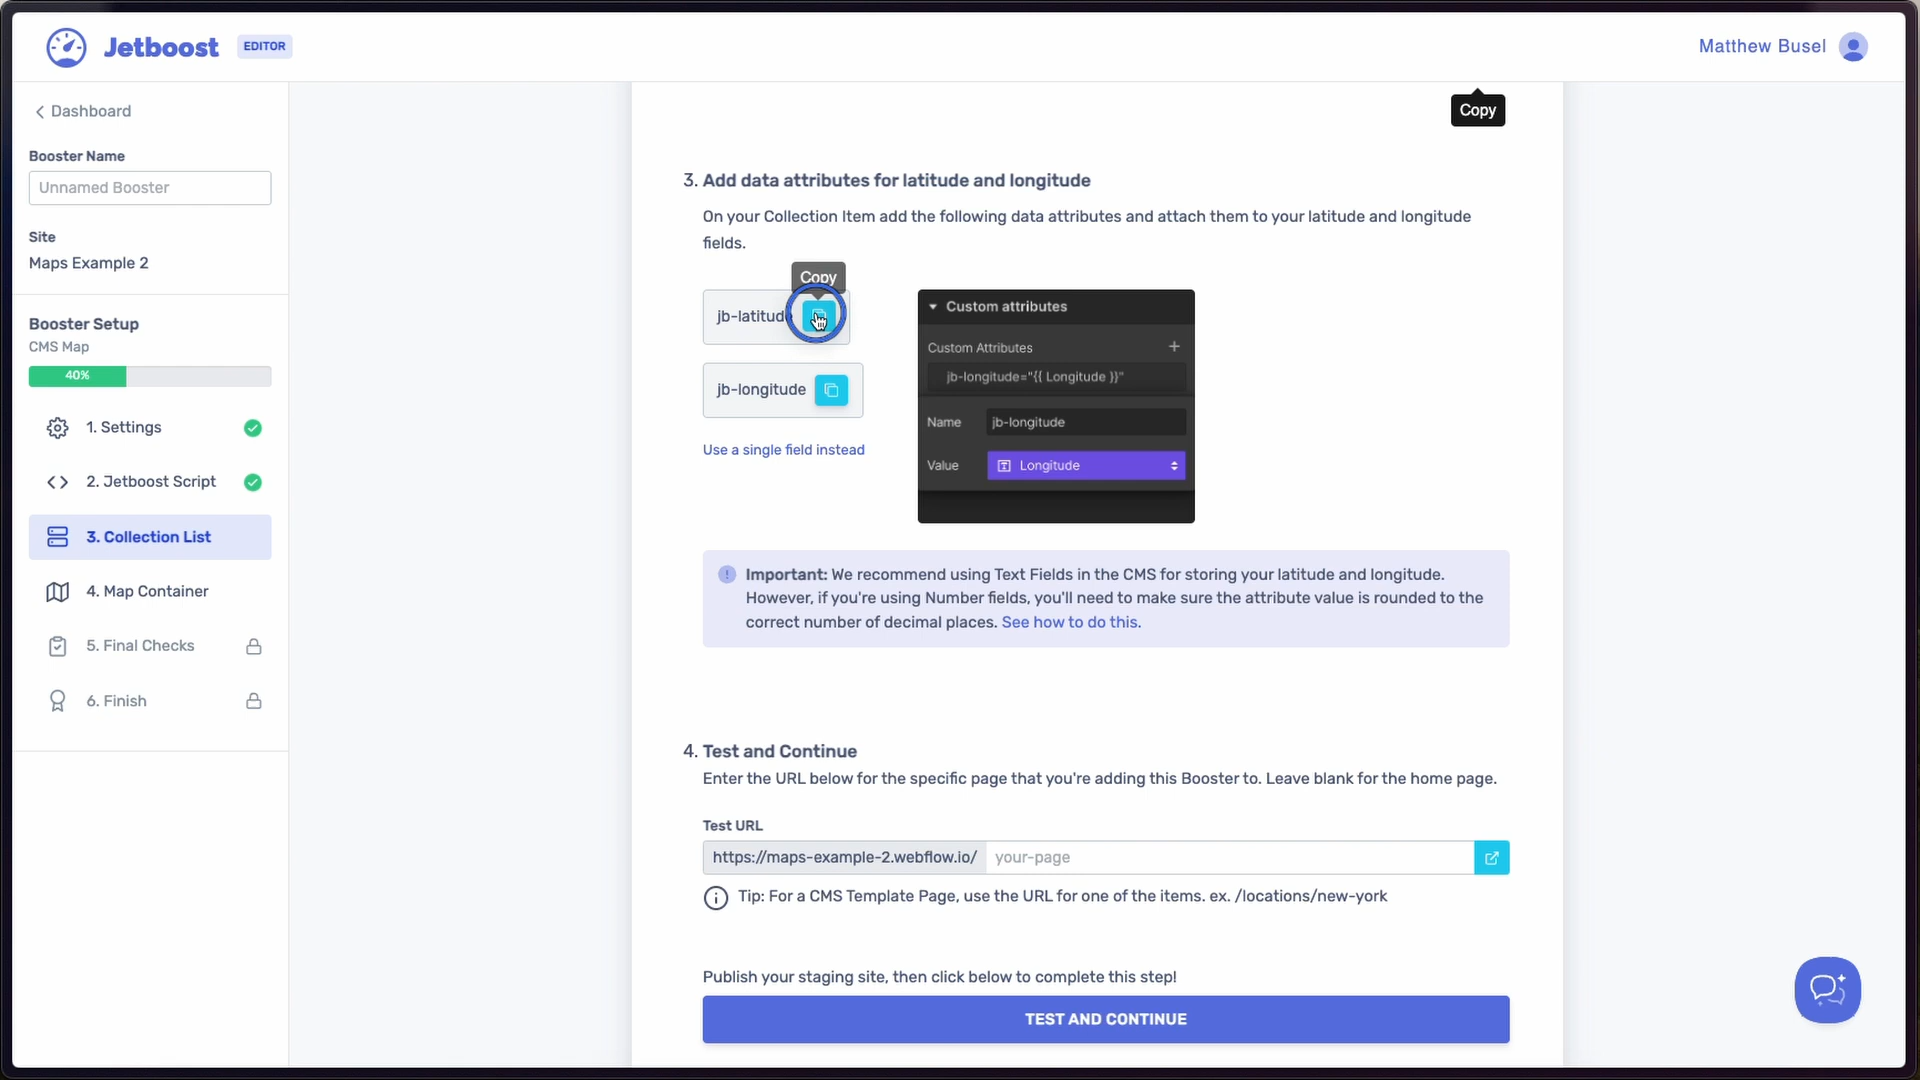 Jetboost
EDITOR
Matthew Busel
Dashboard
Booster Name
Unnamed Booster
Site
Maps Example 2
Booster Setup
CMS Map
40%
1. Settings
2. Jetboost Script
3. Collection List
4. Map Container
5. Final Checks
6. Finish
Copy
3. Add data attributes for latitude and longitude
On your Collection Item add the following data attributes and attach them to your latitude and longitude
fields.
Copy
jb-latitude
jb-longitude
Use a single field instead
Custom attributes
Custom Attributes
jb-longitude="{{ Longitude }}"
Name
jb-longitude
Value
Longitude
Important: We recommend using Text Fields in the CMS for storing your latitude and longitude.
However, if you're using Number fields, you'll need to make sure the attribute value is rounded to the
correct number of decimal places. See how to do this.
4. Test and Continue
Enter the URL below for the specific page that you're adding this Booster to. Leave blank for the home page.
Test URL
https://maps-example-2.webflow.io/
your-page
Tip: For a CMS Template Page, use the URL for one of the items. ex. /locations/new-york
Publish your staging site, then click below to complete this step!
TEST AND CONTINUE